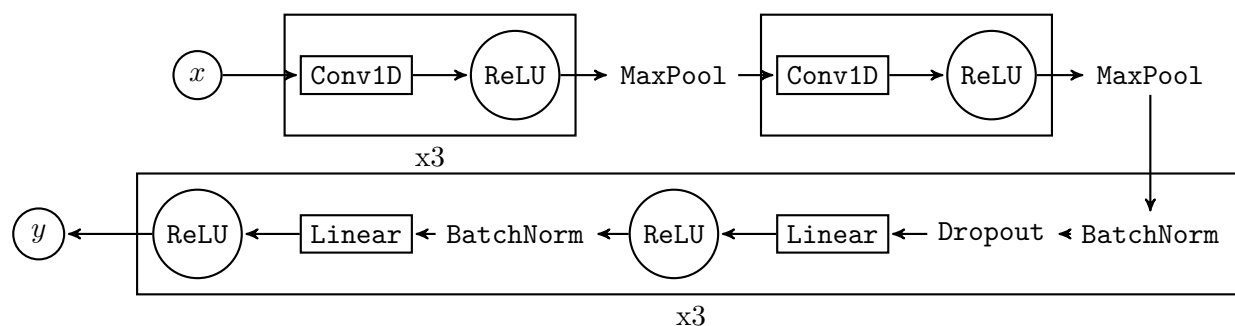 x Conv1D ReLU MaxPool Conv1D ReLU MaxPool
x3
y ReLU Linear BatchNorm ReLU Linear Dropout BatchNorm
x3